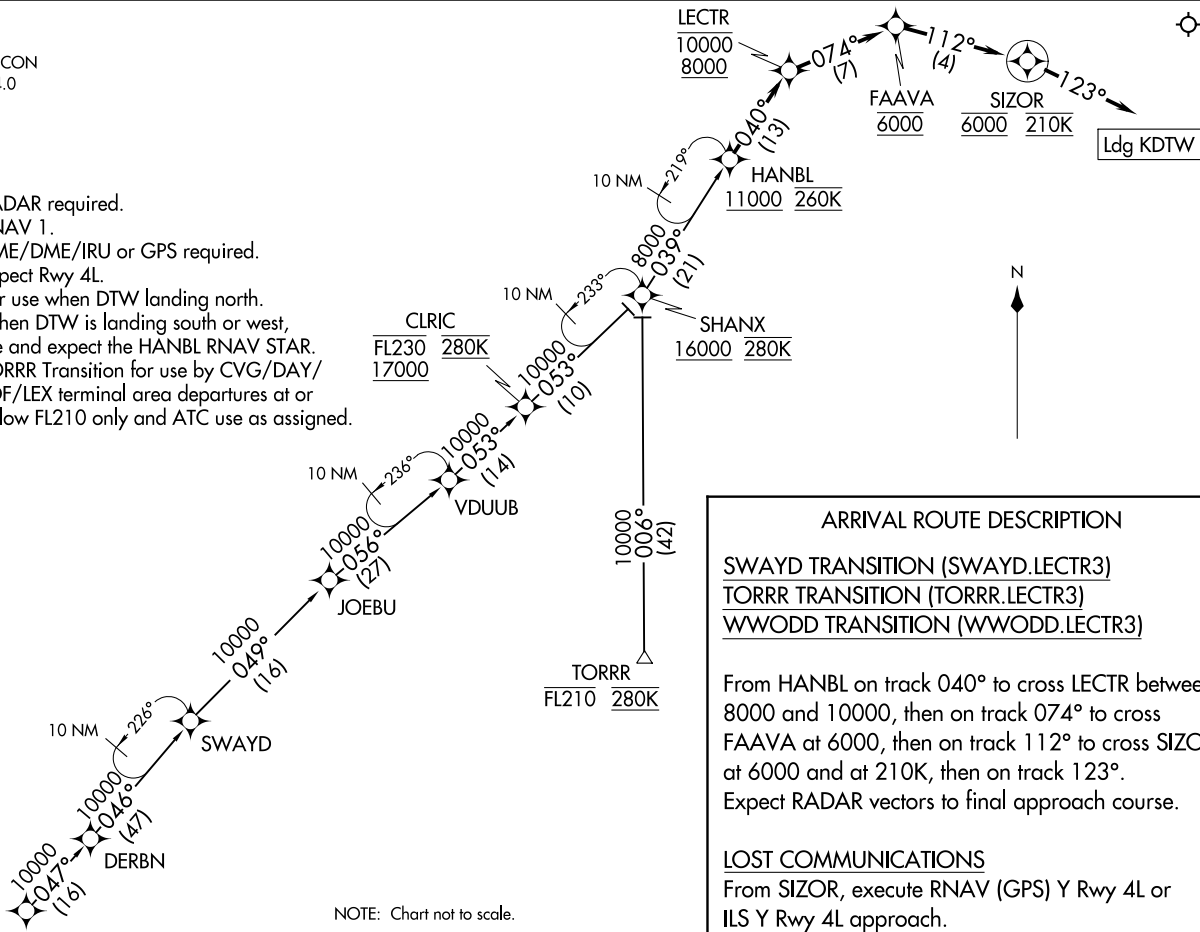 CON
.0
ADAR required.
NAV 1.
ME/DME/IRU or GPS required.
pect Rwy 4L.
r use when DTW landing north.
hen DTW is landing south or west,
e and expect the HANBL RNAV STAR.
ORRR Transition for use by CVG/DAY/
DF/LEX terminal area departures at or
low FL210 only and ATC use as assigned.
LECTR
10000
8000
074°
(7)
112°
(4)
FAAVA
6000
SIZOR
6000 210K
123°
Ldg KDTW
040°
(13)
10 NM
219°
HANBL
11000 260K
8000
039°
(21)
10 NM
233°
SHANX
16000 280K
N
CLRIC
FL230 280K
17000
10000
053°
(10)
10000
053°
(14)
10 NM
236°
VDUUB
10000
056°
(27)
JOEBU
10000
006°
(42)
TORRR
FL210 280K
10000
049°
(16)
10 NM
226°
SWAYD
10000
046°
(47)
DERBN
10000
047°
(16)
NOTE: Chart not to scale.
ARRIVAL ROUTE DESCRIPTION
SWAYD TRANSITION (SWAYD.LECTR3)
TORRR TRANSITION (TORRR.LECTR3)
WWODD TRANSITION (WWODD.LECTR3)
From HANBL on track 040° to cross LECTR betwee
8000 and 10000, then on track 074° to cross
FAAVA at 6000, then on track 112° to cross SIZO
at 6000 and at 210K, then on track 123°.
Expect RADAR vectors to final approach course.
LOST COMMUNICATIONS
From SIZOR, execute RNAV (GPS) Y Rwy 4L or
ILS Y Rwy 4L approach.